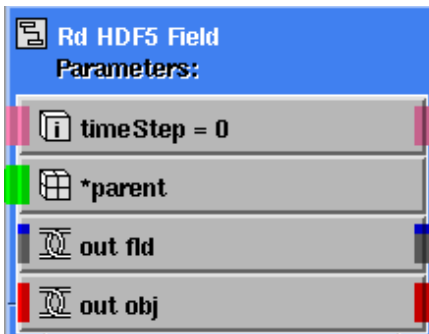 Rd HDF5 Field
Parameters:
i timeStep = 0
*parent
out fld
out obj